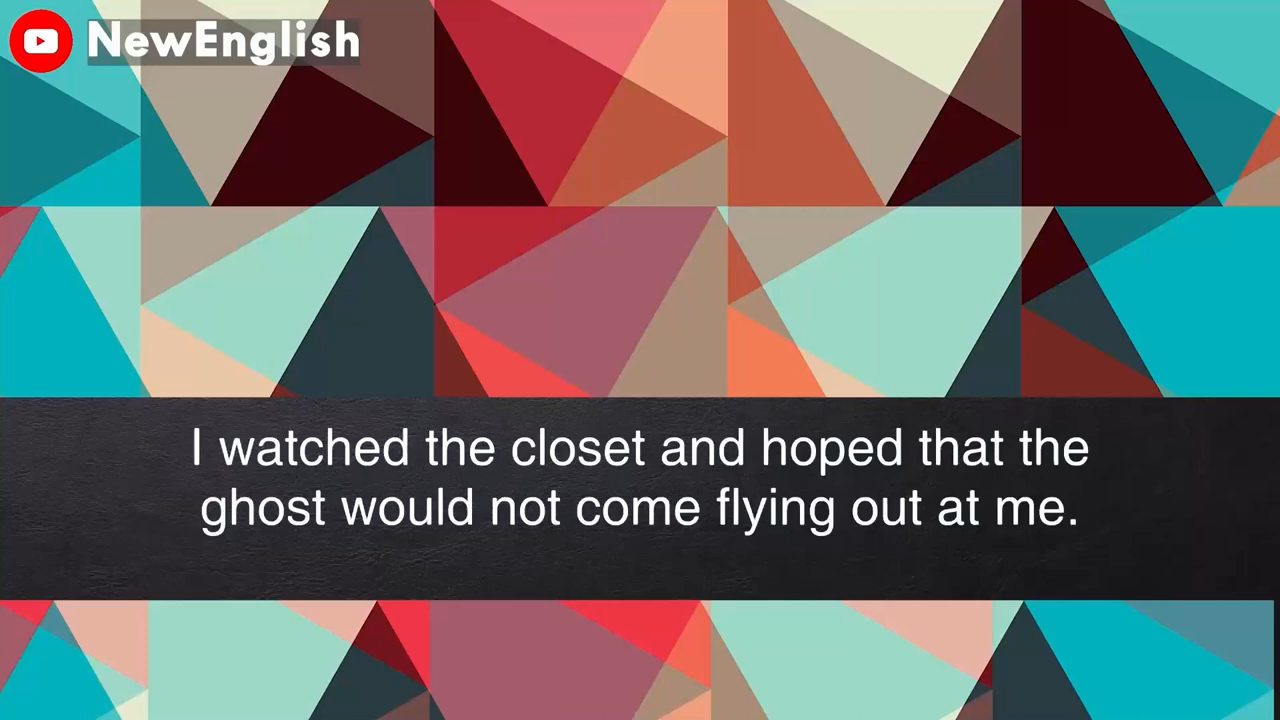 NewEnglish
I watched the closet and hoped that the
ghost would not come flying out at me.